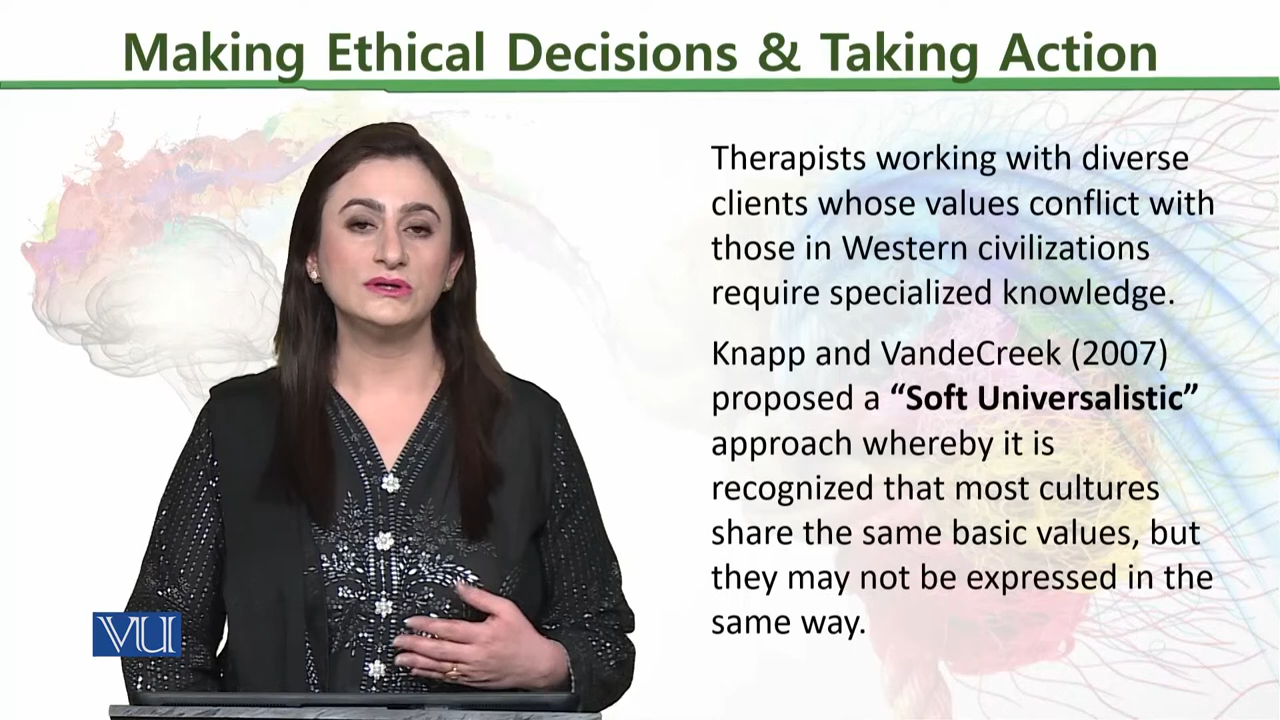 Making Ethical Decisions & Taking Action
Therapists working with diverse
clients whose values conflict with
those in Western civilizations
require specialized knowledge.
Knapp and VandeCreek (2007)
proposed a “Soft Universalistic”
approach whereby it is
recognized that most cultures
share the same basic values, but
they may not be expressed in the
same way.
VU